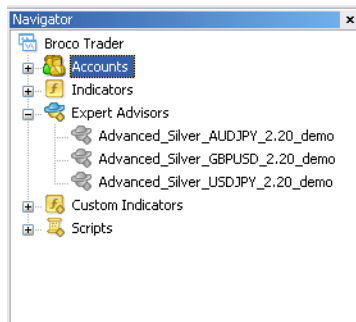 Navigator
Broco Trader
Accounts
Indicators
Expert Advisors
Advanced_Silver_AUDJPY_2.20_demo
Advanced_Silver_GBPUSD_2.20_demo
Advanced_Silver_USDJPY_2.20_demo
Custom Indicators
Scripts